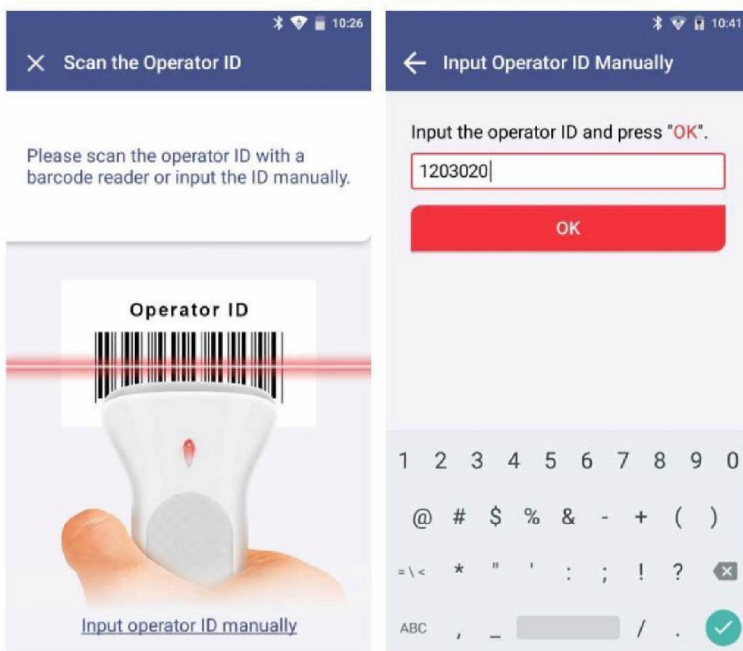 10:26
Scan the Operator ID
Please scan the operator ID with a
barcode reader or input the ID manually.
Operator ID
Input operator ID manually
10:41
Input Operator ID Manually
Input the operator ID and press "OK".
1203020
OK
1 2 3 4 5 6 7 8 9 0
@ # $ % & - + ( )
= \ < * " ' : ; ! ?
ABC , _ / .